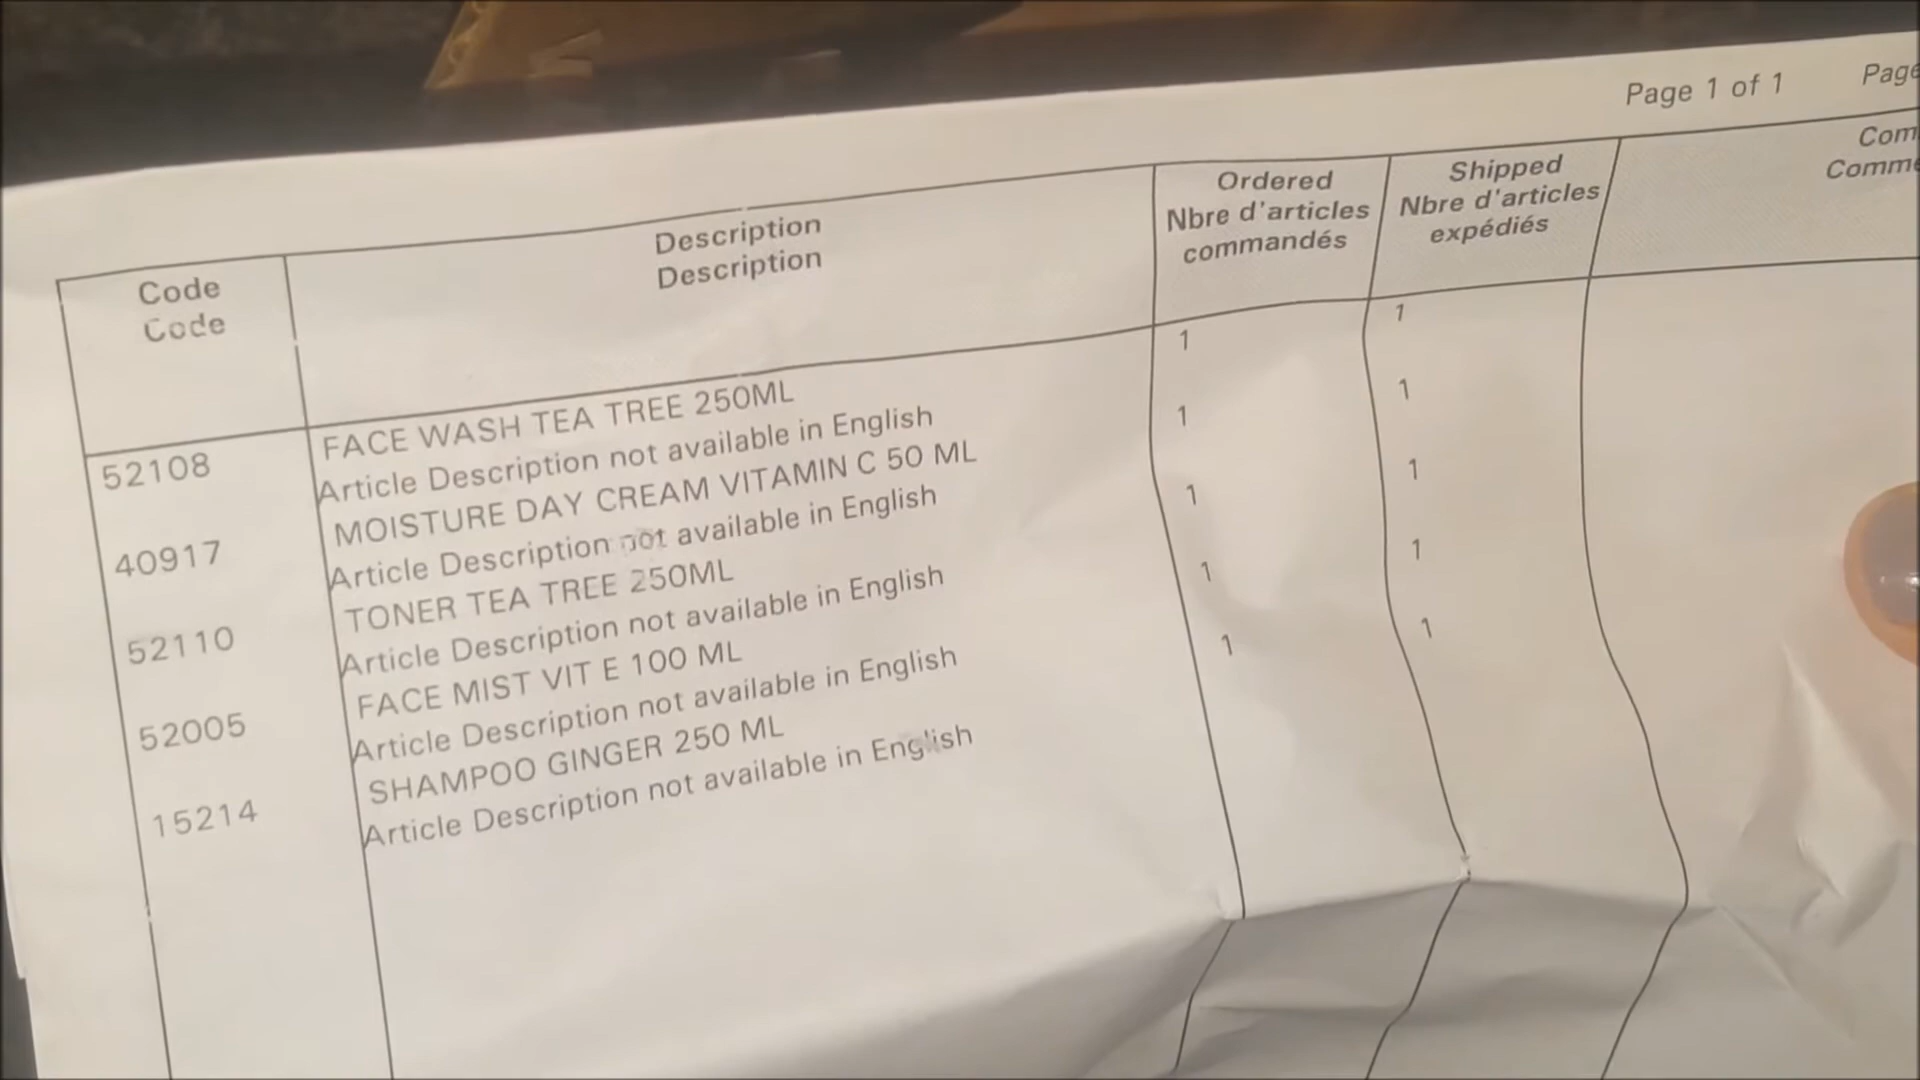 Page 1 of 1
Code
Code
Description
Description
Ordered
Nbre d'articles
commandés
Shipped
Nbre d'articles
expédiés
52108 FACE WASH TEA TREE 250ML 1 1
Article Description not available in English
40917 MOISTURE DAY CREAM VITAMIN C 50 ML 1 1
Article Description not available in English
52110 TONER TEA TREE 250ML 1 1
Article Description not available in English
52005 FACE MIST VIT E 100 ML 1 1
Article Description not available in English
15214 SHAMPOO GINGER 250 ML 1 1
Article Description not available in English